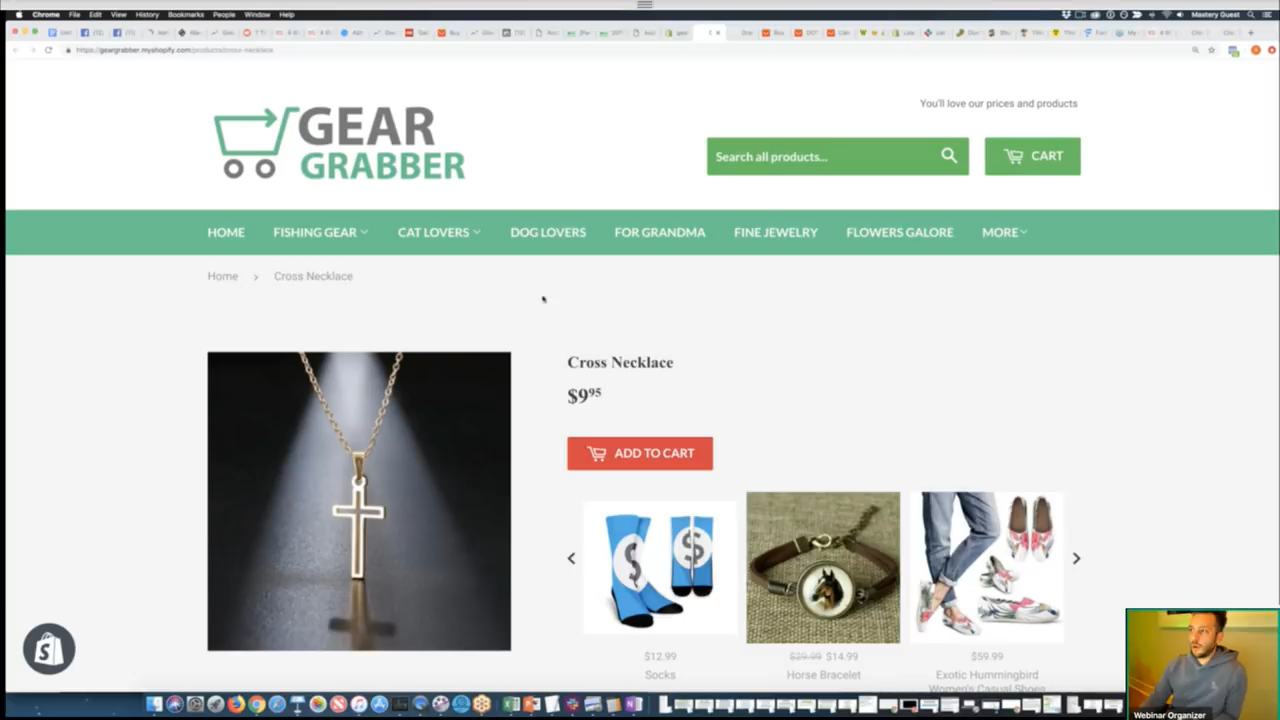 Chrome File Edit View History Bookmarks People Window Help
Mastery Guest
https://geargrabber.myshopify.com/products/cross-necklace
GEAR
GRABBER
You'll love our prices and products
Search all products...
CART
HOME FISHING GEAR CAT LOVERS DOG LOVERS FOR GRANDMA FINE JEWELRY FLOWERS GALORE MORE
Home › Cross Necklace
Cross Necklace
$9.95
ADD TO CART
$ $
$12.99 $29.99 $14.99 $59.99
Socks Horse Bracelet Exotic Hummingbird
Women's Casual Shoes
S
Webinar Organizer